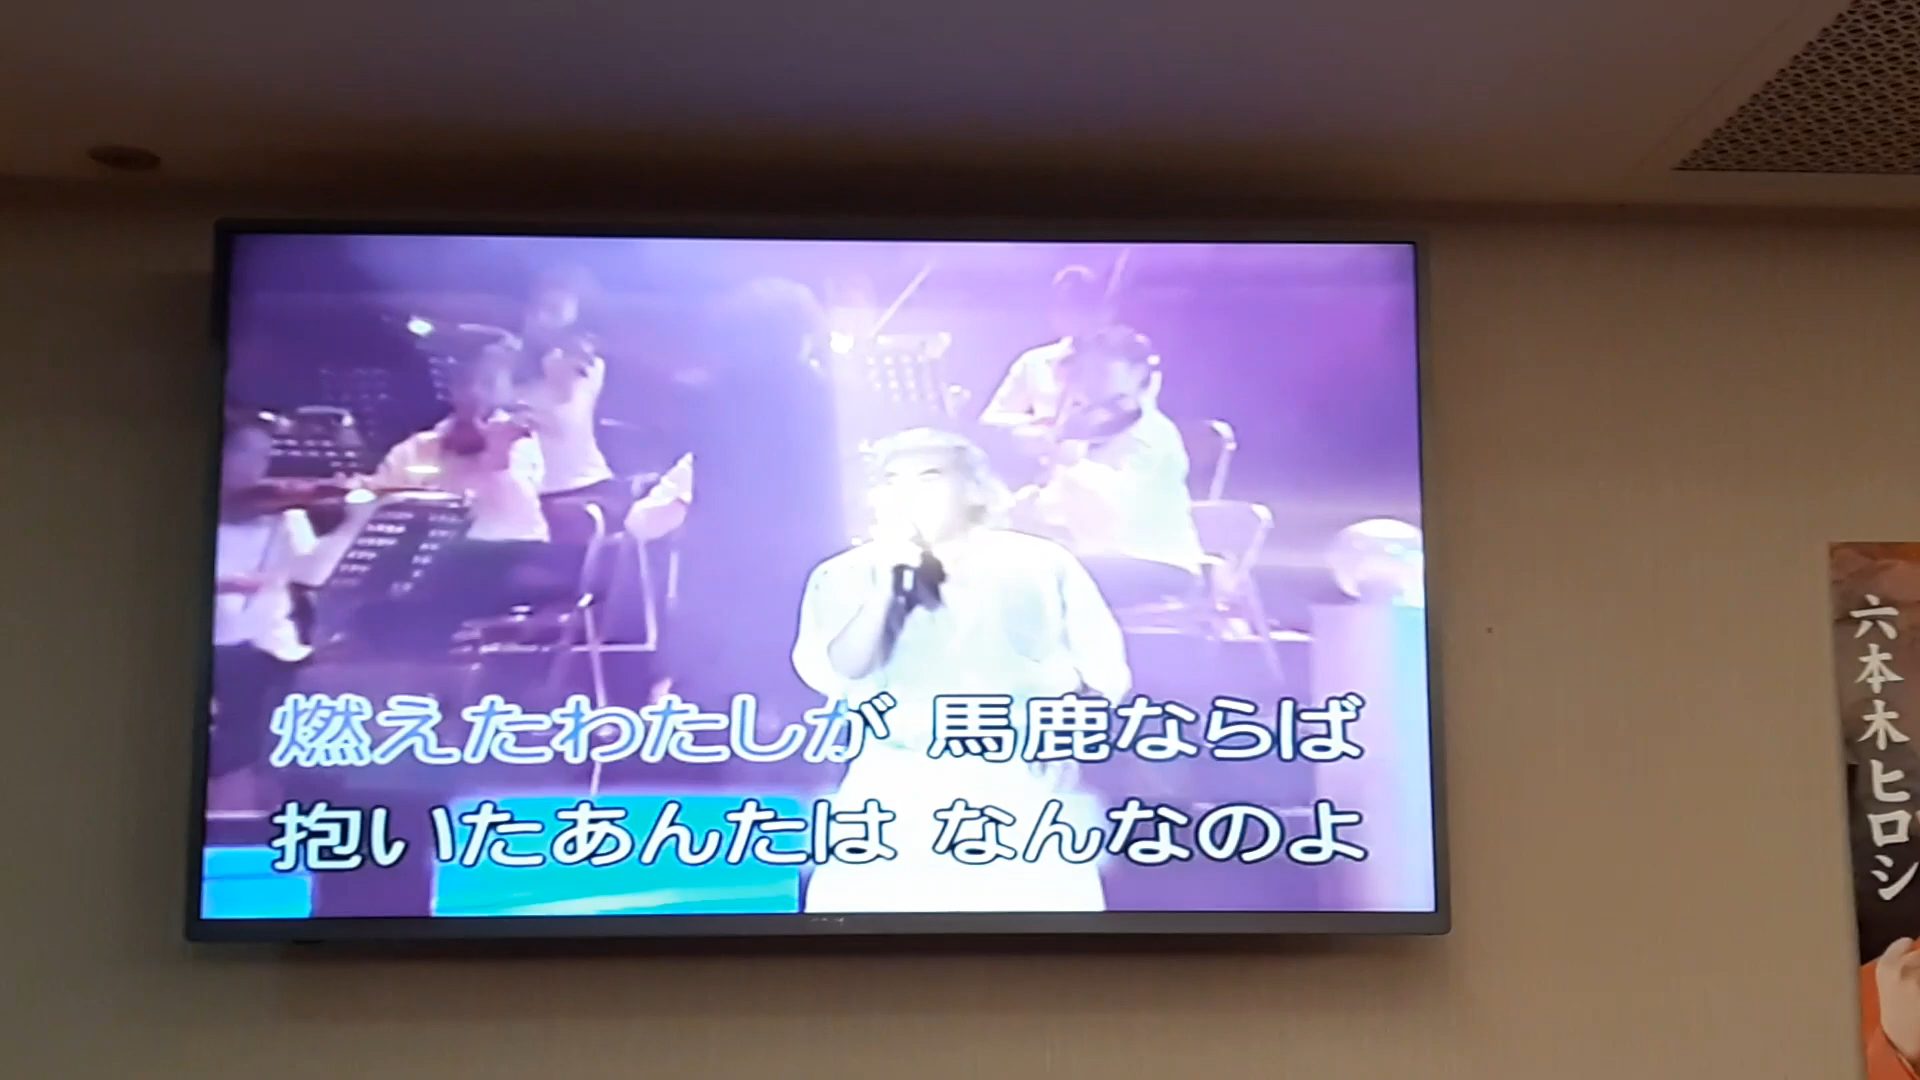 燃えたわたしが 馬鹿ならば
抱いたあんたは なんなのよ
六本木ヒロシ